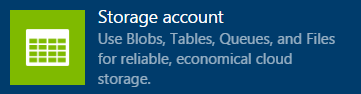 Storage account
Use Blobs, Tables, Queues, and Files
for reliable, economical cloud
storage.